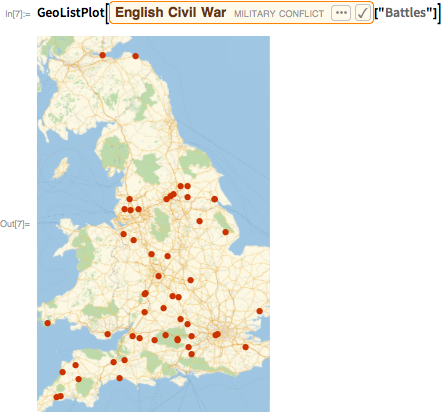 In[7]:= GeoListPlot[ English Civil War MILITARY CONFLICT ··· ✓ ["Battles"]]
Out[7]=